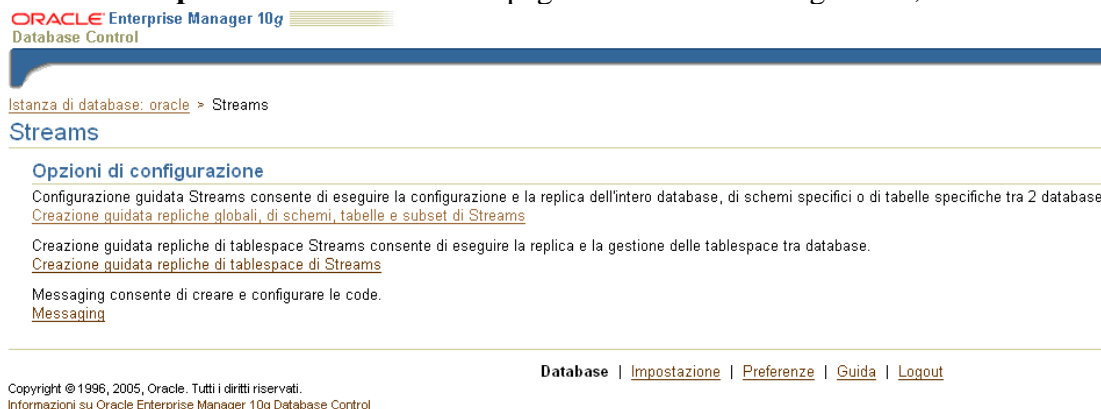 ORACLE Enterprise Manager 10g
Database Control
Istanza di database: oracle > Streams
Streams
Opzioni di configurazione
Configurazione guidata Streams consente di eseguire la configurazione e la replica dell'intero database, di schemi specifici o di tabelle specifiche tra 2 database
Creazione guidata repliche globali, di schemi, tabelle e subset di Streams
Creazione guidata repliche di tablespace Streams consente di eseguire la replica e la gestione delle tablespace tra database.
Creazione guidata repliche di tablespace di Streams
Messaging consente di creare e configurare le code.
Messaging
Database | Impostazione | Preferenze | Guida | Logout
Copyright © 1996, 2005, Oracle. Tutti i diritti riservati.
Informazioni su Oracle Enterprise Manager 10g Database Control